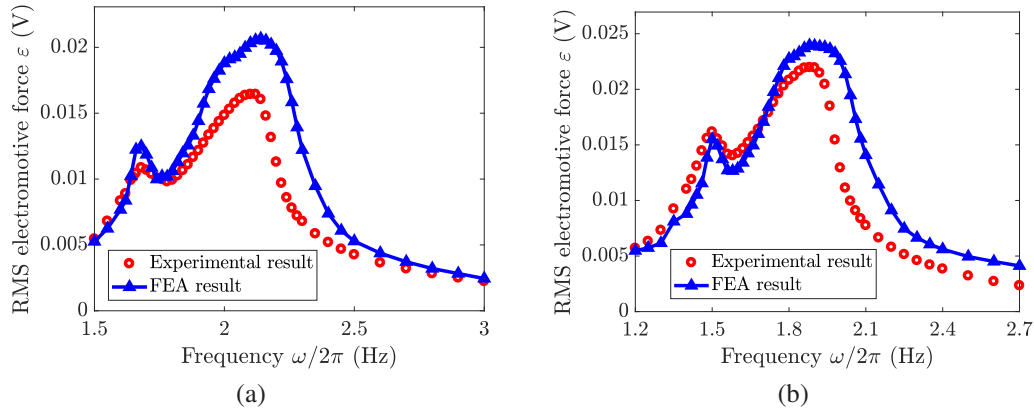 RMS electromotive force ε (V)
0.02
0.015
0.01
0.005
0
Experimental result
FEA result
1.5 2 2.5 3
Frequency ω/2π (Hz)
(a)
RMS electromotive force ε (V)
0.025
0.02
0.015
0.01
0.005
0
Experimental result
FEA result
1.2 1.5 1.8 2.1 2.4 2.7
Frequency ω/2π (Hz)
(b)